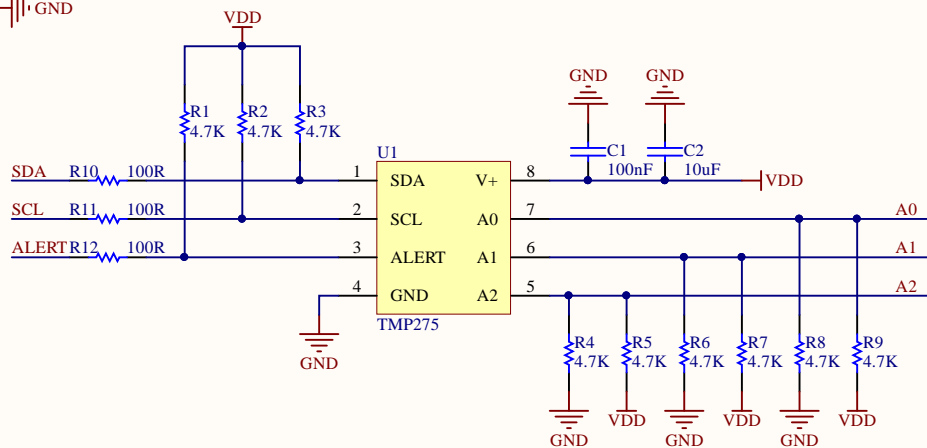 GND
VDD
GND
GND
R1
4.7K
R2
4.7K
R3
4.7K
C1
100nF
C2
10uF
U1
SDA
R10
100R
1
SDA
V+
8
VDD
SCL
R11
100R
2
SCL
A0
7
A0
ALERT
R12
100R
3
ALERT
A1
6
A1
4
GND
A2
5
A2
TMP275
GND
R4
4.7K
R5
4.7K
R6
4.7K
R7
4.7K
R8
4.7K
R9
4.7K
GND
VDD
GND
VDD
GND
VDD